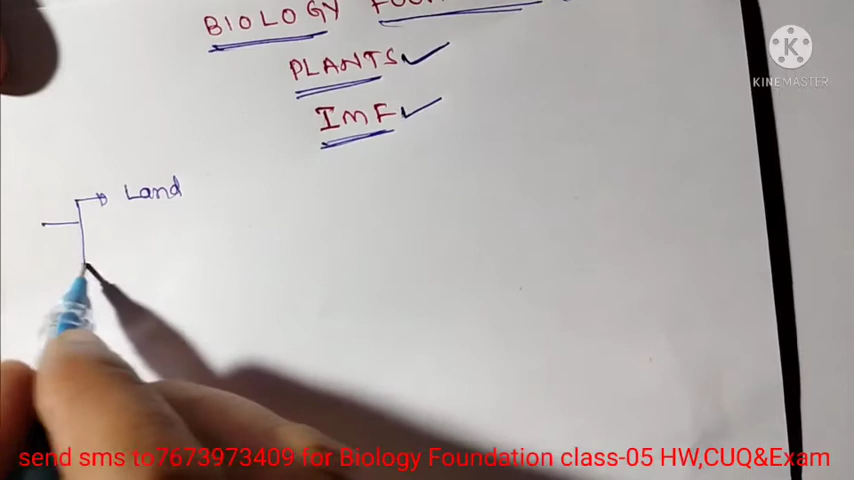 BIOLOGY
PLANTS
IMF
Land
KINEMASTER
send sms to7673973409 for Biology Foundation class-05 HW,CUQ&Exam